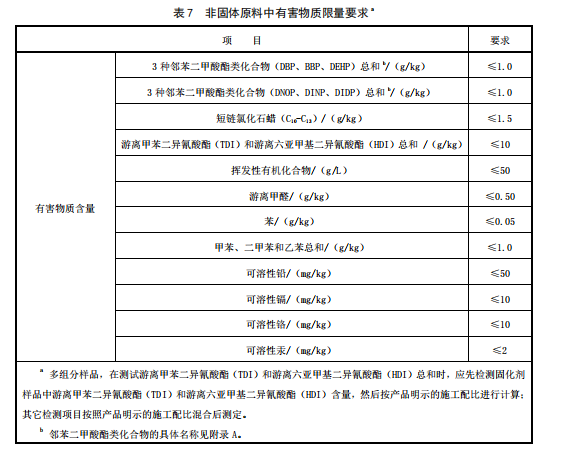 表 7 非固体原料中有害物质限量要求 a
项 目 要求
有害物质含量
3 种邻苯二甲酸酯类化合物（DBP、BBP、DEHP）总和 b/（g/kg） ≤1.0
3 种邻苯二甲酸酯类化合物（DNOP、DINP、DIDP）总和 b/（g/kg） ≤1.0
短链氯化石蜡（C10-C13）/（g/kg） ≤1.5
游离甲苯二异氰酸酯（TDI）和游离六亚甲基二异氰酸酯（HDI）总和 /（g/kg） ≤10
挥发性有机化合物/（g/L） ≤50
游离甲醛/（g/kg） ≤0.50
苯/（g/kg） ≤0.05
甲苯、二甲苯和乙苯总和/（g/kg） ≤1.0
可溶性铅/（mg/kg） ≤50
可溶性镉/（mg/kg） ≤10
可溶性铬/（mg/kg） ≤10
可溶性汞/（mg/kg） ≤2
a 多组分样品，在测试游离甲苯二异氰酸酯（TDI）和游离六亚甲基二异氰酸酯（HDI）总和时，应先检测固化剂
样品中游离甲苯二异氰酸酯（TDI）和游离六亚甲基二异氰酸酯（HDI）含量，然后按产品明示的施工配比进行计算；
其它检测项目按照产品明示的施工配比混合后测定。
b 邻苯二甲酸酯类化合物的具体名称见附录 A。